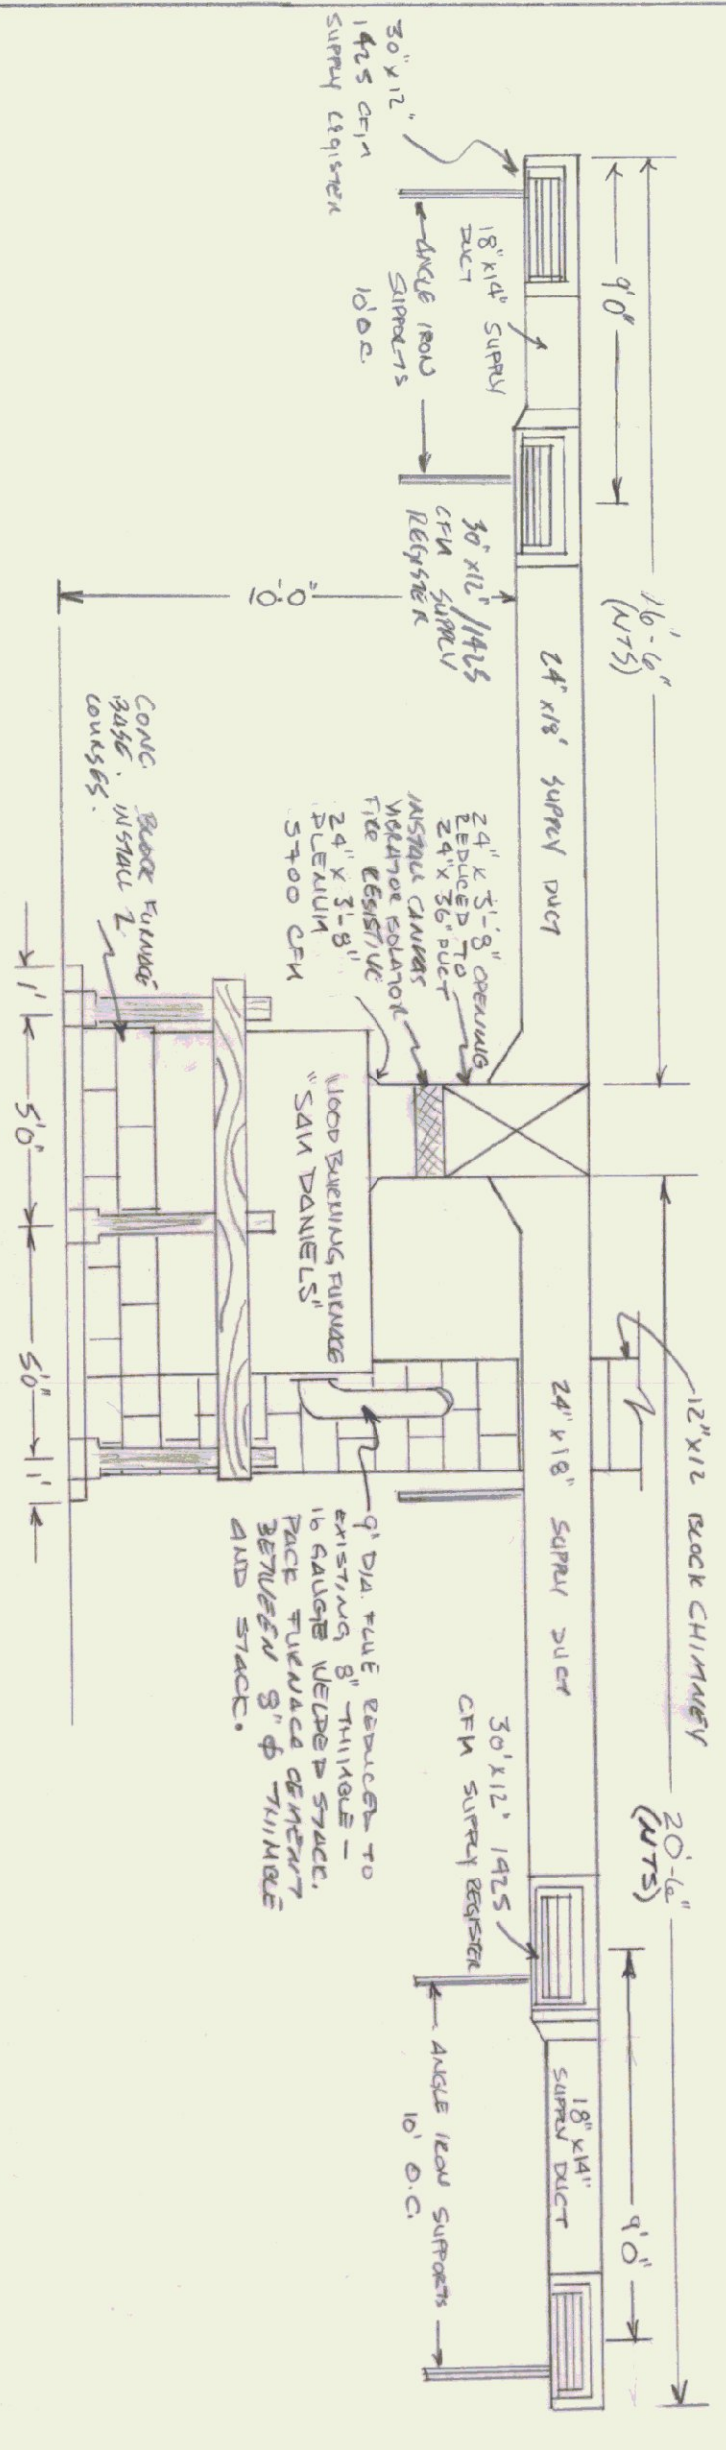 30"x12"
1425 CFM
SUPPLY REGISTER
18"x14" SUPPLY
DUCT
ANGLE IRON
SUPPORTS
10' O.C.
9'0"
16'-6"
(NTS)
30"x12"/1425
CFM SUPPLY
REGISTER
10'-0"
24"x18" SUPPLY DUCT
24" x 3'-8" OPENING
REDUCED TO
24" x 36" DUCT
INSTALL CANVAS
VIBRATOR ISOLATOR
FIRE RESISTIVE
24" x 3'-8"
PLENIUM
5700 CFM
CONC. BLOCK FURNACE
BASE. INSTALL 2
COURSES.
WOOD BURNING FURNACE
"SAM DANIELS"
1'
5'0"
5'0"
1'
12"x12 BLOCK CHIMNEY
20'-6"
(NTS)
24"x18" SUPPLY DUCT
9" DIA. FLUE REDUCED TO
EXISTING 8" THIMBLE -
16 GAUGE WELDED STACK.
PACK FURNACE CEMENT
BETWEEN 8" ϕ THIMBLE
AND STACK.
30"x12" 1425
CFM SUPPLY REGISTER
18"x14"
SUPPLY DUCT
9'0"
ANGLE IRON SUPPORTS
10' O.C.